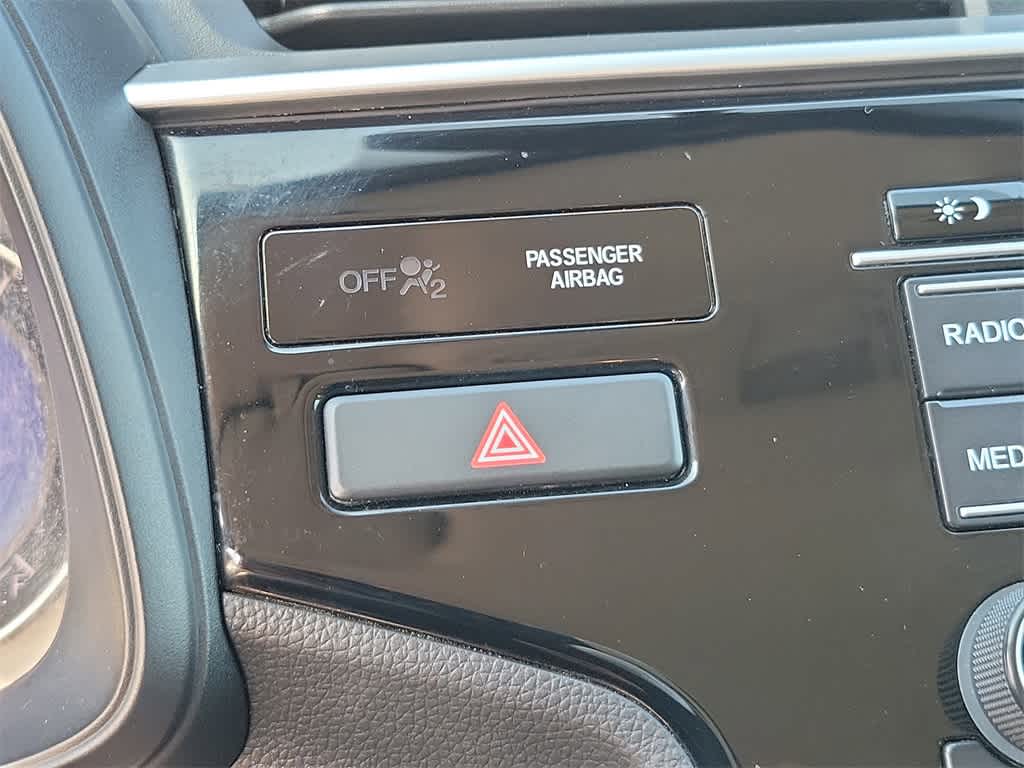 OFF 2
PASSENGER
AIRBAG
RADIO
MED